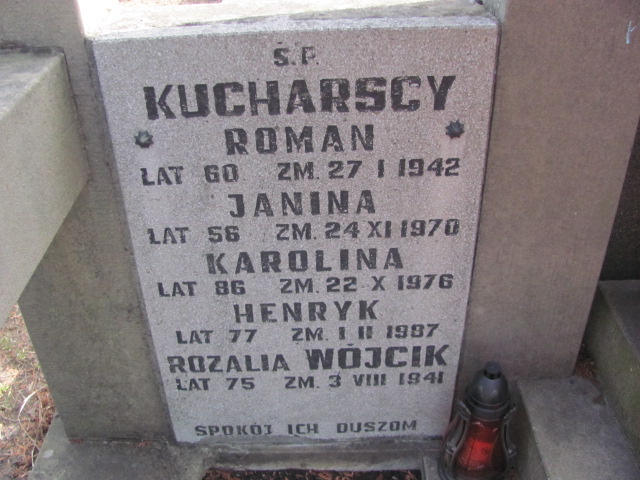 Ś.P.
KUCHARSCY
ROMAN
LAT 60 ZM. 27 I 1942
JANINA
LAT 56 ZM. 24 XI 1970
KAROLINA
LAT 86 ZM. 22 X 1976
HENRYK
LAT 77 ZM. 1 II 1987
ROZALIA WÓJCIK
LAT 75 ZM. 3 VIII 1941
SPOKÓJ ICH DUSZOM